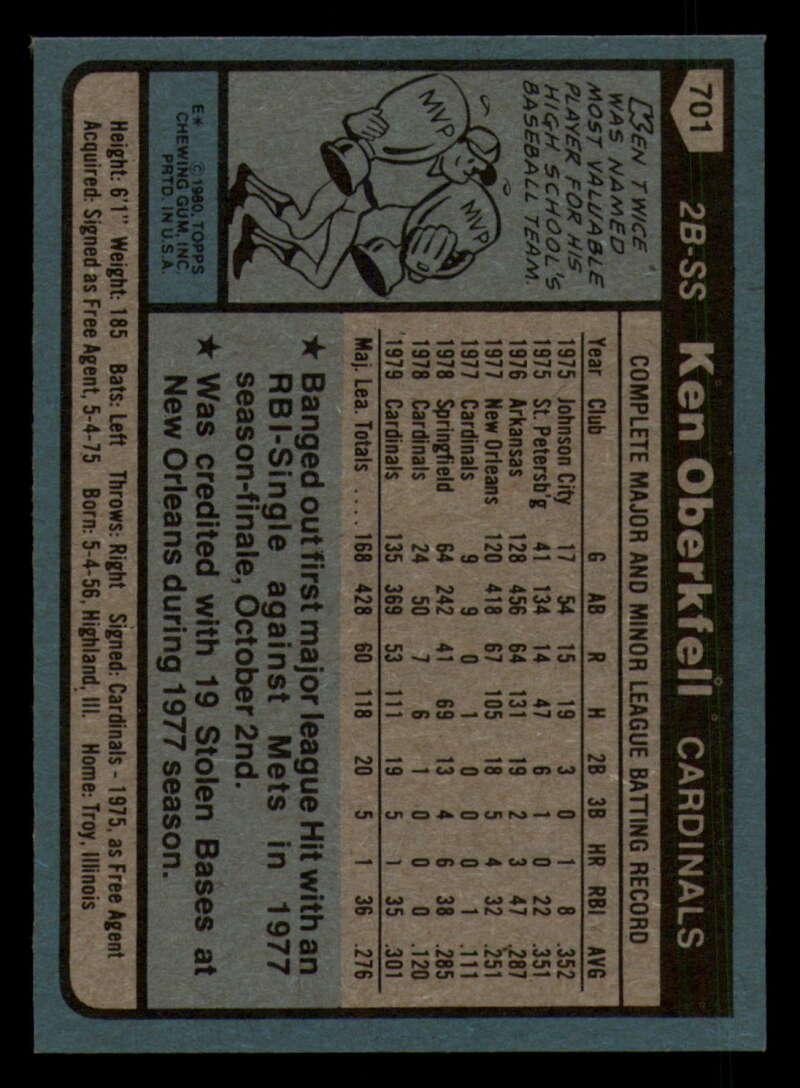 701
2B-SS Ken Oberkfell CARDINALS
KEN TWICE
WAS NAMED
MOST VALUABLE
PLAYER FOR HIS
HIGH SCHOOL'S
BASEBALL TEAM.
MVP
MVP
E* © 1980, TOPPS
CHEWING GUM, INC.
PRTD. IN U.S.A.
COMPLETE MAJOR AND MINOR LEAGUE BATTING RECORD
Year Club G AB R H 2B 3B HR RBI AVG
1975 Johnson City 17 54 15 19 3 0 1 8 .352
1975 St. Petersb'g 41 134 14 47 6 1 0 22 .351
1976 Arkansas 128 456 64 131 19 2 3 47 .287
1977 New Orleans 120 418 67 105 18 5 4 32 .251
1977 Cardinals 9 9 0 1 0 0 0 1 .111
1978 Springfield 64 242 41 69 13 4 6 38 .285
1978 Cardinals 24 50 7 6 1 0 0 0 .120
1979 Cardinals 135 369 53 111 19 5 1 35 .301
Maj. Lea. Totals .... 168 428 60 118 20 5 1 36 .276
★ Banged out first major league Hit with an
RBI-Single against Mets in 1977
season-finale, October 2nd.
★ Was credited with 19 Stolen Bases at
New Orleans during 1977 season.
Height: 6'1" Weight: 185 Bats: Left Throws: Right Signed: Cardinals - 1975, as Free Agent
Acquired: Signed as Free Agent, 5-4-75 Born: 5-4-56, Highland, Ill. Home: Troy, Illinois